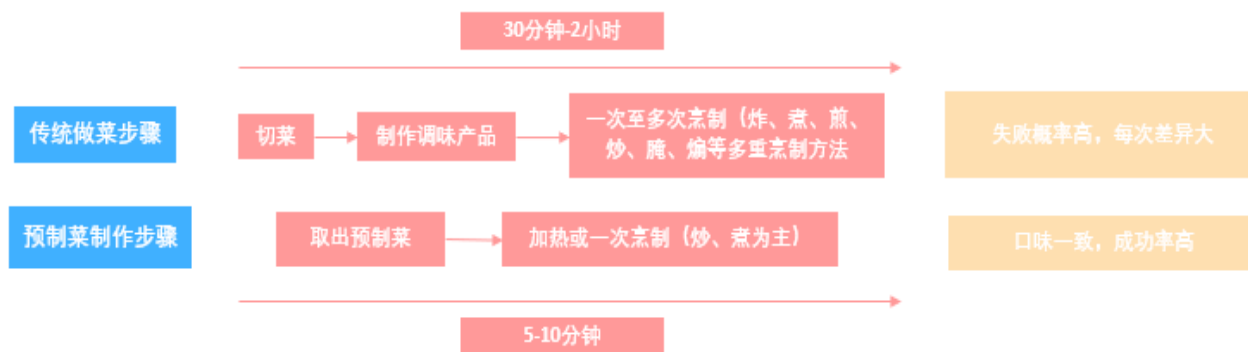 30分钟-2小时
传统做菜步骤
切菜
制作调味产品
一次至多次烹制（炸、煮、煎、
炒、腌、焗等多重烹制方法
失败概率高，每次差异大
预制菜制作步骤
取出预制菜
加热或一次烹制（炒、煮为主）
口味一致，成功率高
5-10分钟